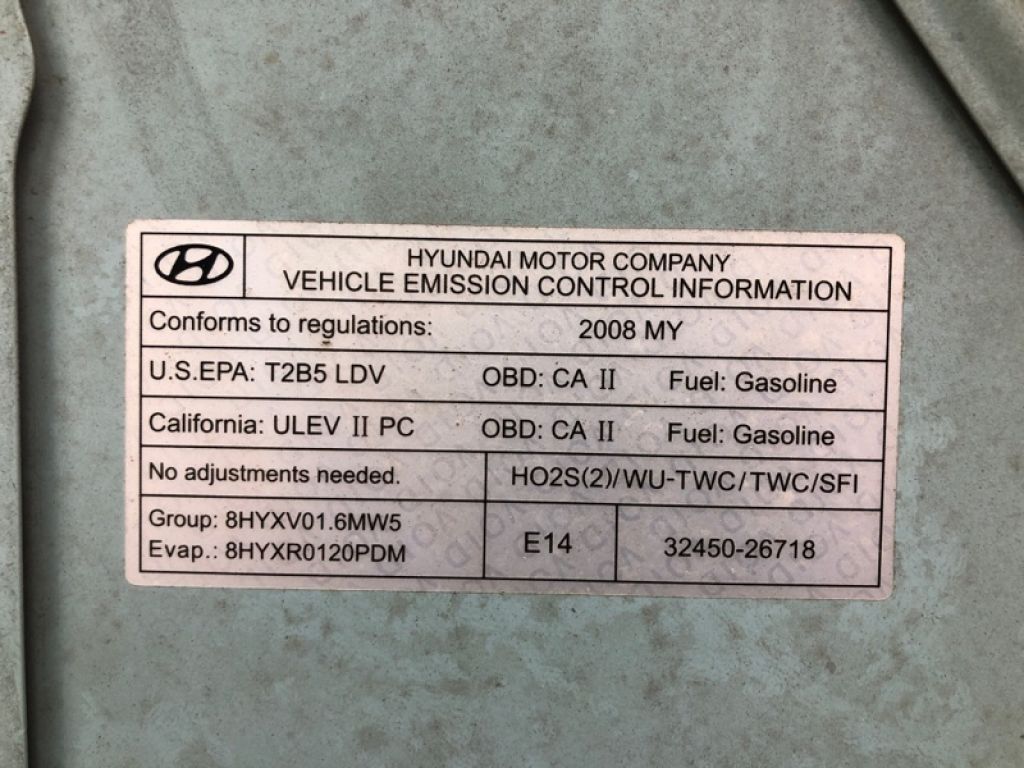 HYUNDAI MOTOR COMPANY
VEHICLE EMISSION CONTROL INFORMATION
Conforms to regulations: 2008 MY
U.S.EPA: T2B5 LDV OBD: CA II Fuel: Gasoline
California: ULEV II PC OBD: CA II Fuel: Gasoline
No adjustments needed. HO2S(2)/WU-TWC/TWC/SFI
Group: 8HYXV01.6MW5
Evap.: 8HYXR0120PDM
E14 32450-26718